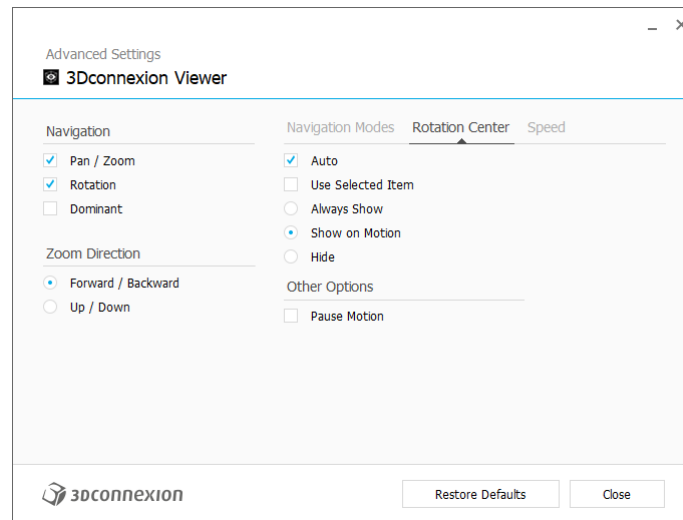 Advanced Settings
3Dconnexion Viewer
Navigation
Pan / Zoom
Rotation
Dominant
Zoom Direction
Forward / Backward
Up / Down
Navigation Modes Rotation Center Speed
Auto
Use Selected Item
Always Show
Show on Motion
Hide
Other Options
Pause Motion
3Dconnexion
Restore Defaults Close